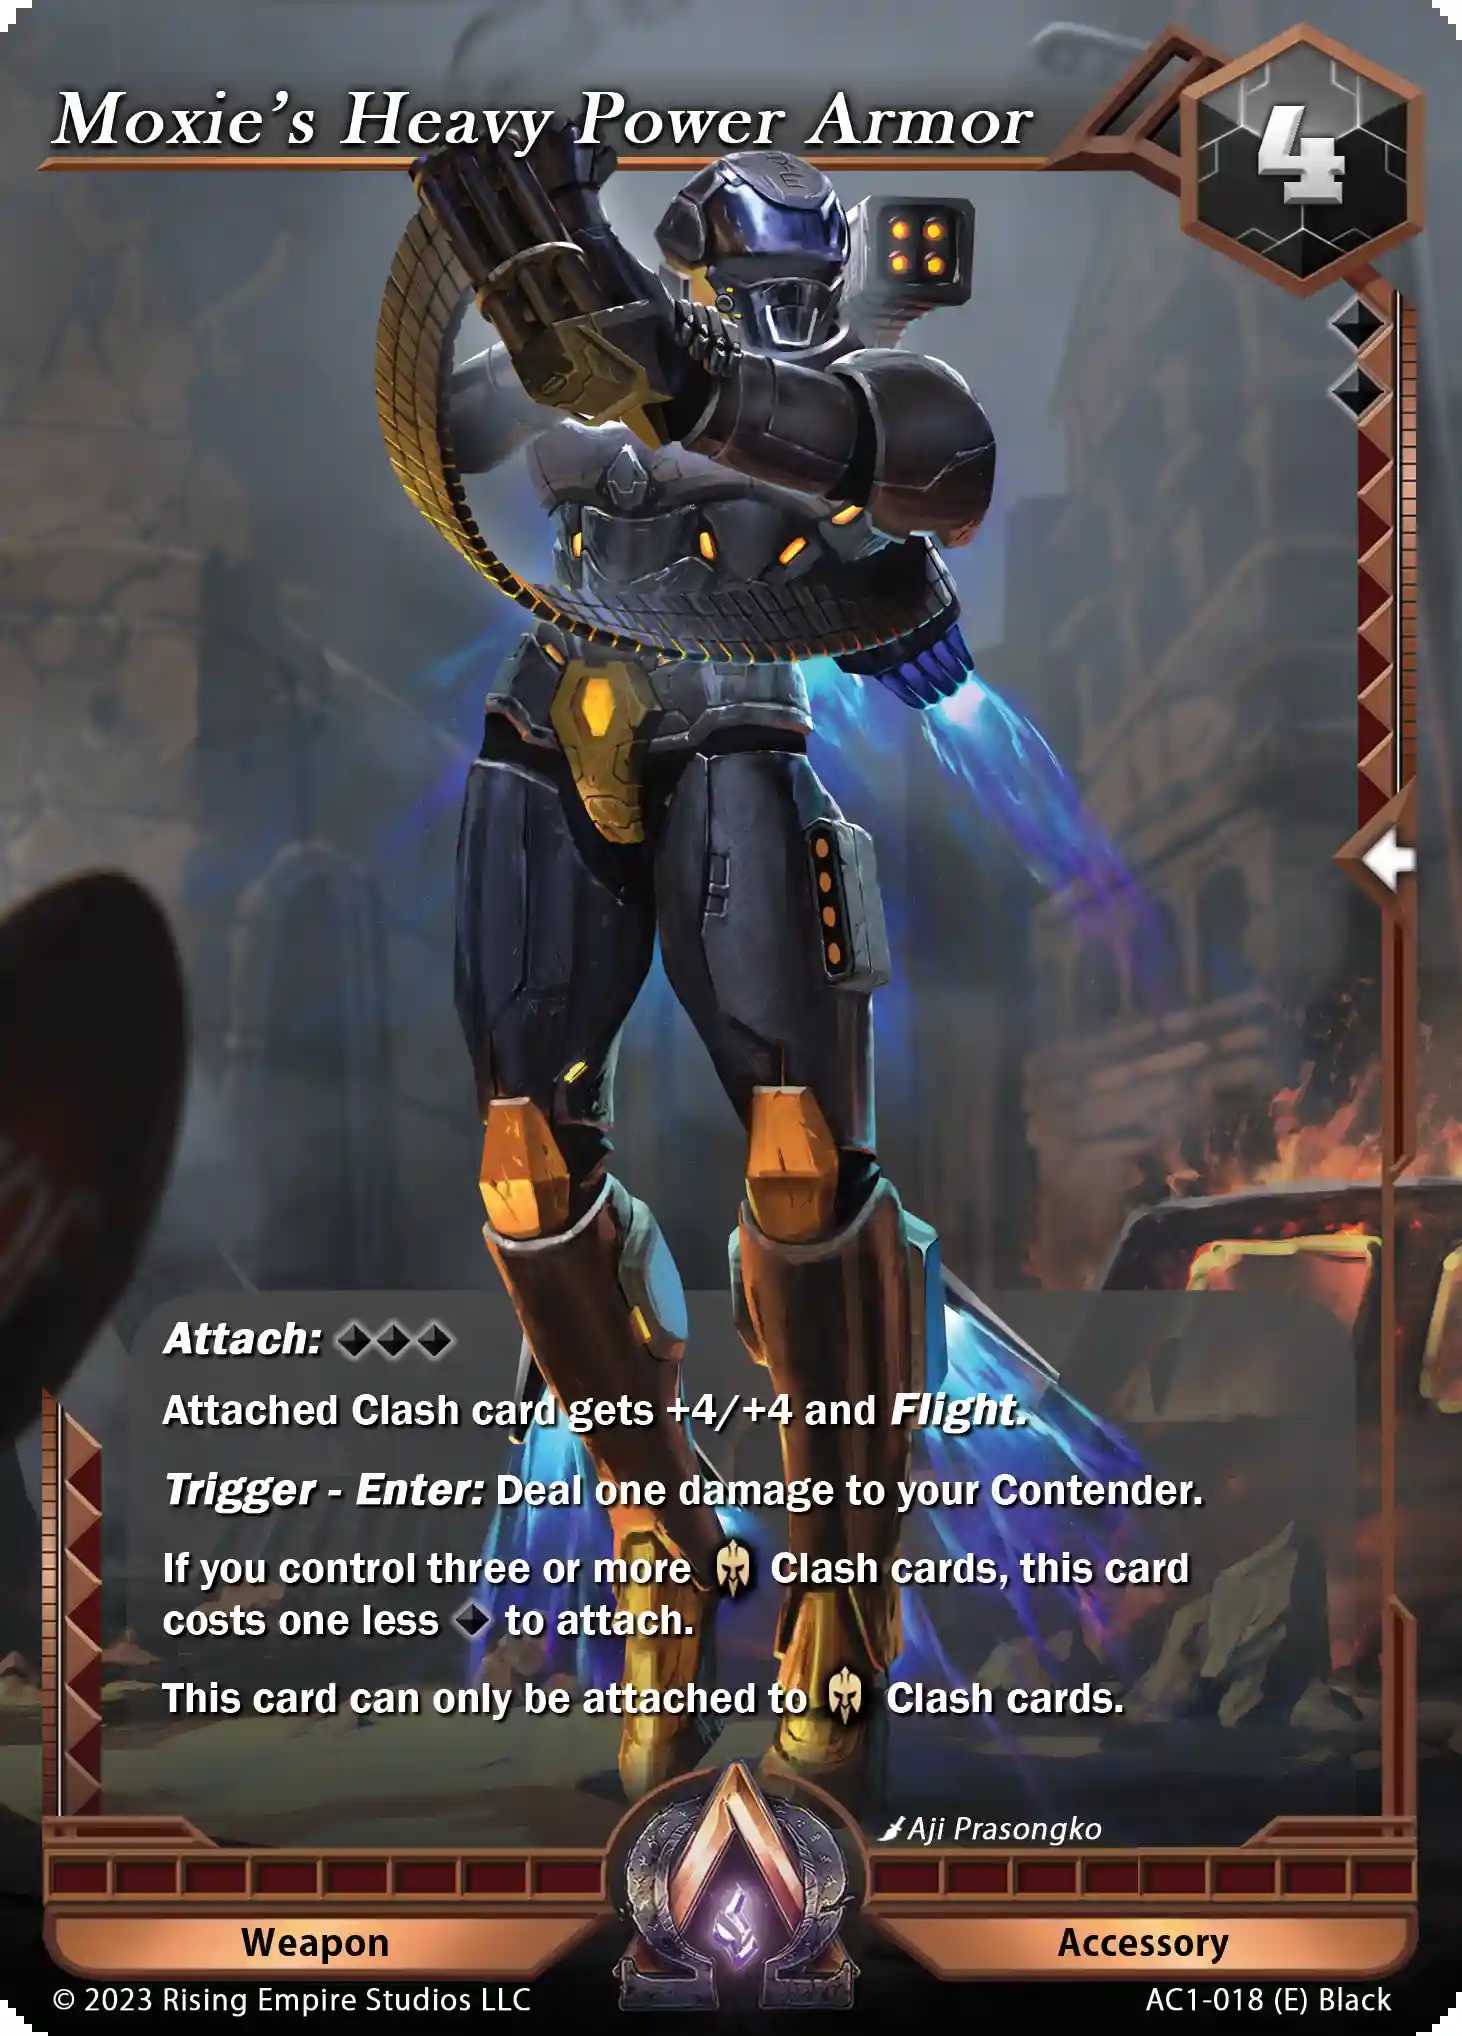 Moxie's Heavy Power Armor
4
Attach:
Attached Clash card gets +4/+4 and Flight.
Trigger - Enter: Deal one damage to your Contender.
If you control three or more Clash cards, this card
costs one less to attach.
This card can only be attached to Clash cards.
Aji Prasongko
Weapon
Accessory
© 2023 Rising Empire Studios LLC
AC1-018 (E) Black